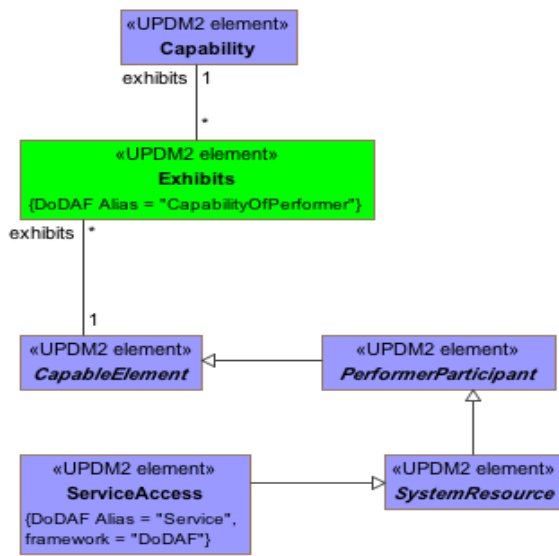 «UPDM2 element»
Capability
exhibits 1
*
«UPDM2 element»
Exhibits
{DoDAF Alias = "CapabilityOfPerformer"}
exhibits *
1
«UPDM2 element»
CapableElement
«UPDM2 element»
PerformerParticipant
«UPDM2 element»
ServiceAccess
{DoDAF Alias = "Service",
framework = "DoDAF"}
«UPDM2 element»
SystemResource